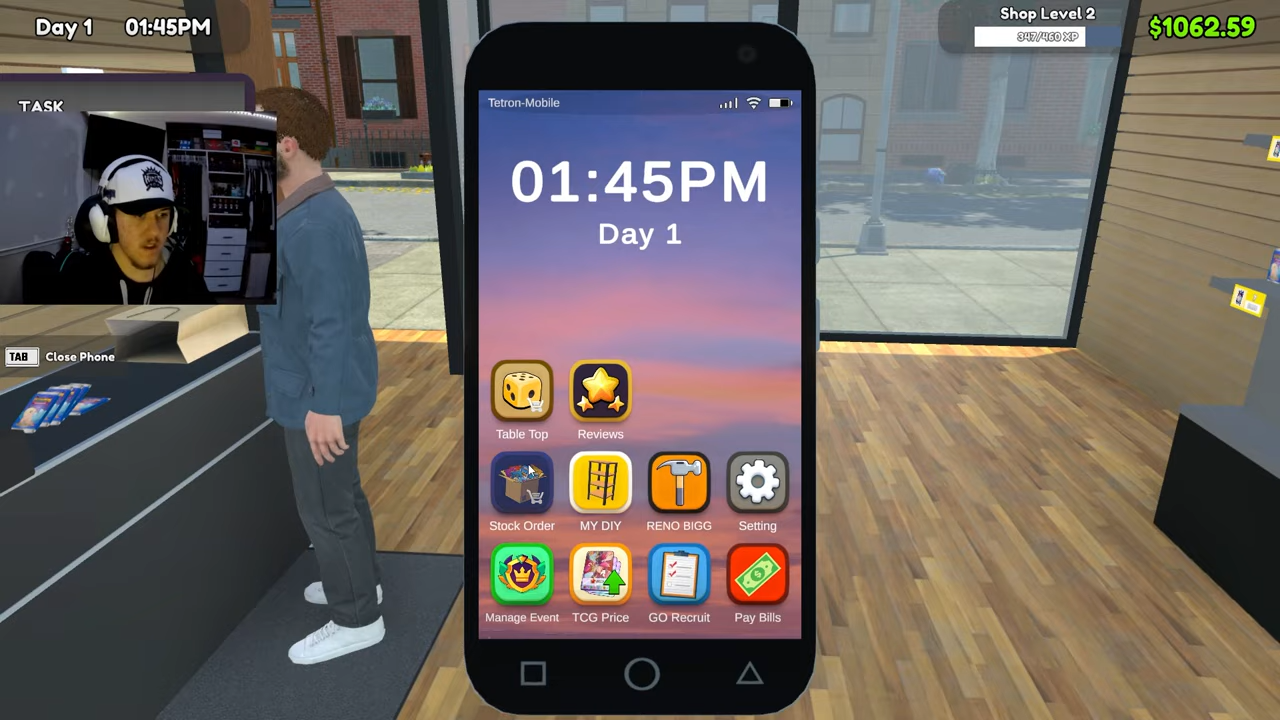 Day 1 01:45PM
Shop Level 2
347/460 XP
$1062.59
TASK
TAB Close Phone
Tetron-Mobile
01:45PM
Day 1
Table Top
Reviews
Stock Order
MY DIY
RENO BIGG
Setting
Manage Event
TCG Price
GO Recruit
Pay Bills